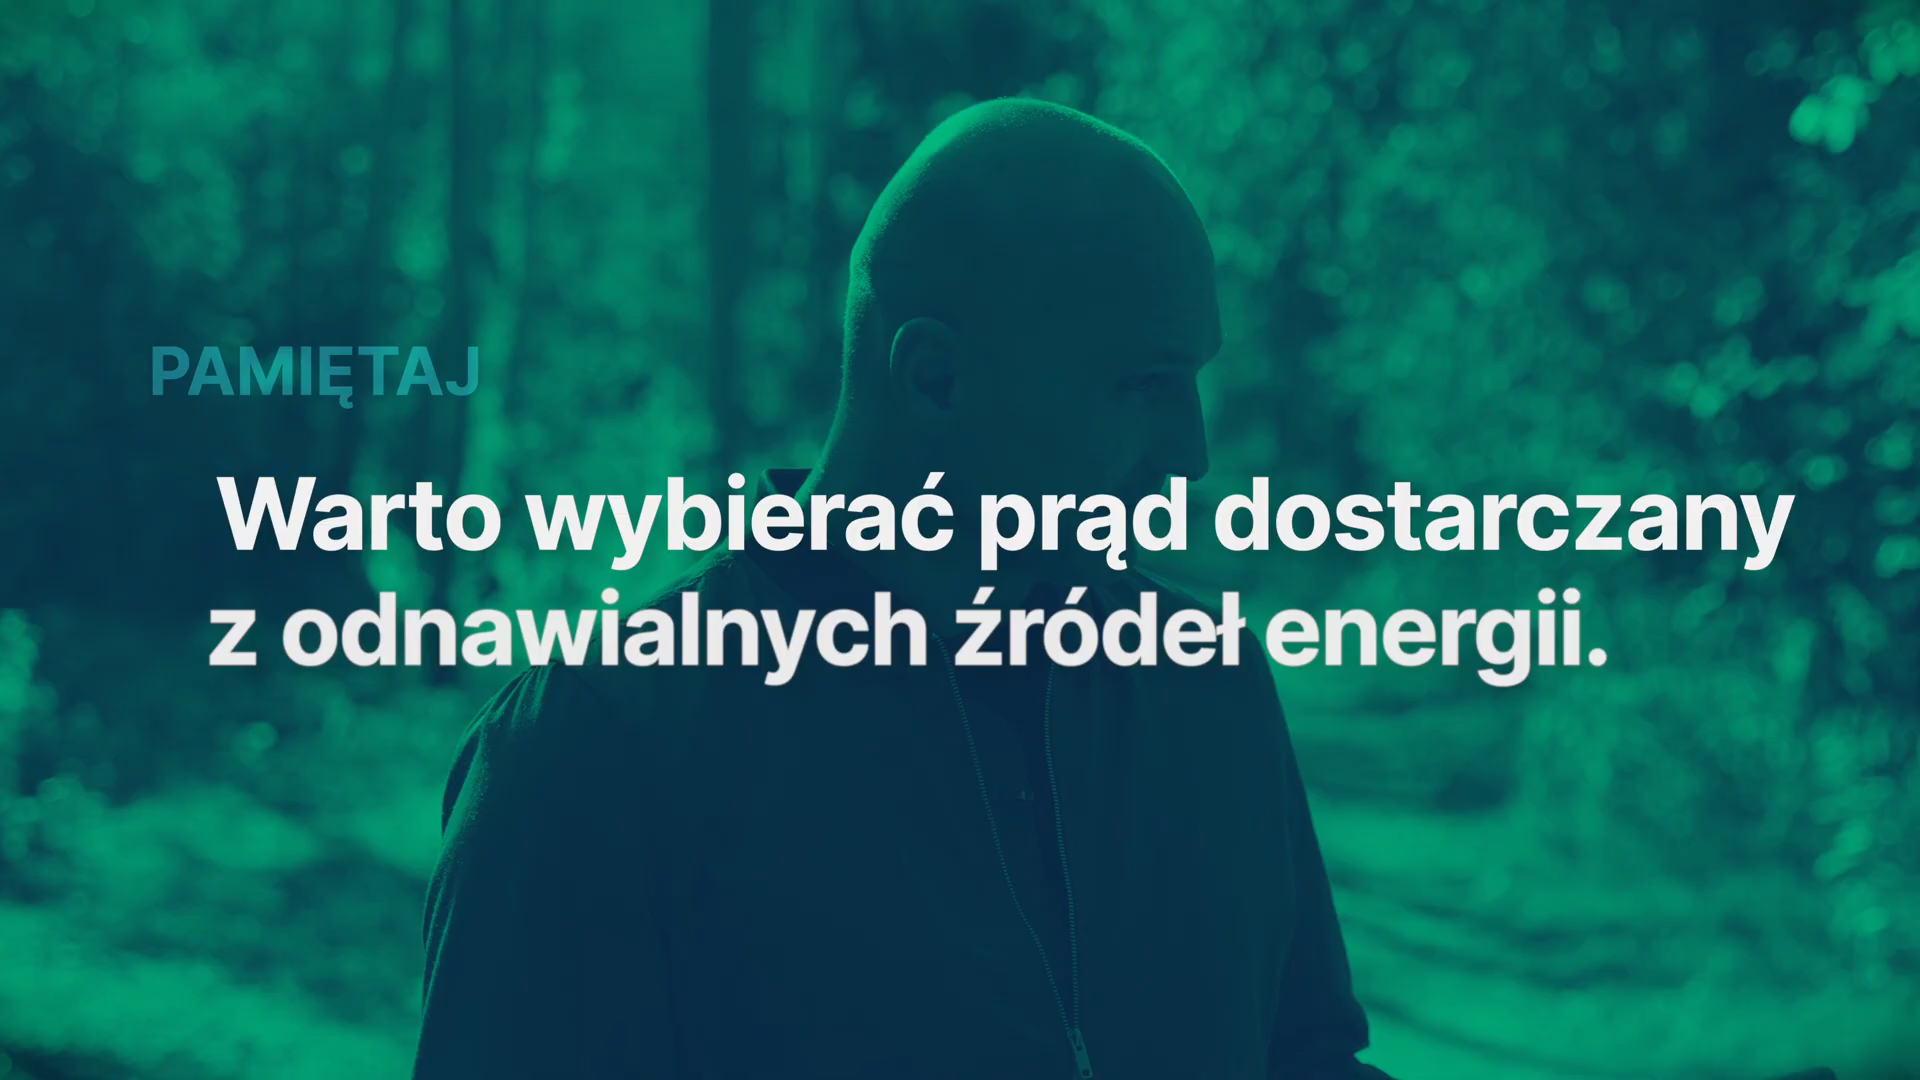 PAMIĘTAJ
Warto wybierać prąd dostarczany
z odnawialnych źródeł energii.